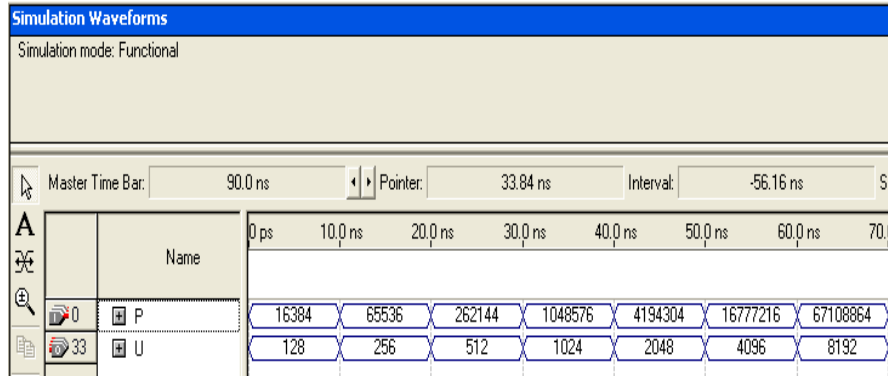 Simulation Waveforms
Simulation mode: Functional
Master Time Bar: 90.0 ns Pointer: 33.84 ns Interval: -56.16 ns S
A
Name
0 ps 10.0 ns 20.0 ns 30.0 ns 40.0 ns 50.0 ns 60.0 ns 70.
0 P 16384 65536 262144 1048576 4194304 16777216 67108864
33 U 128 256 512 1024 2048 4096 8192